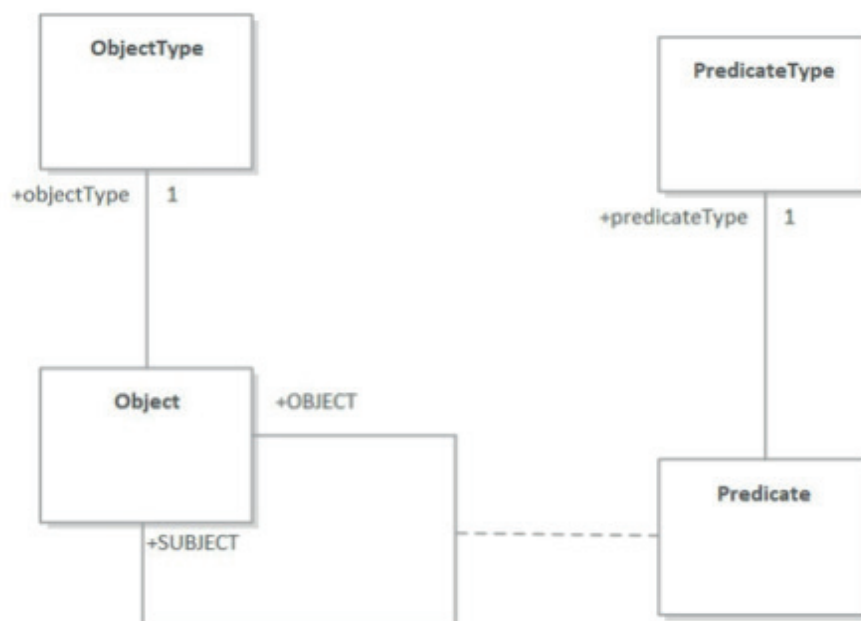 ObjectType
PredicateType
+objectType 1
+predicateType 1
Object
+OBJECT
Predicate
+SUBJECT